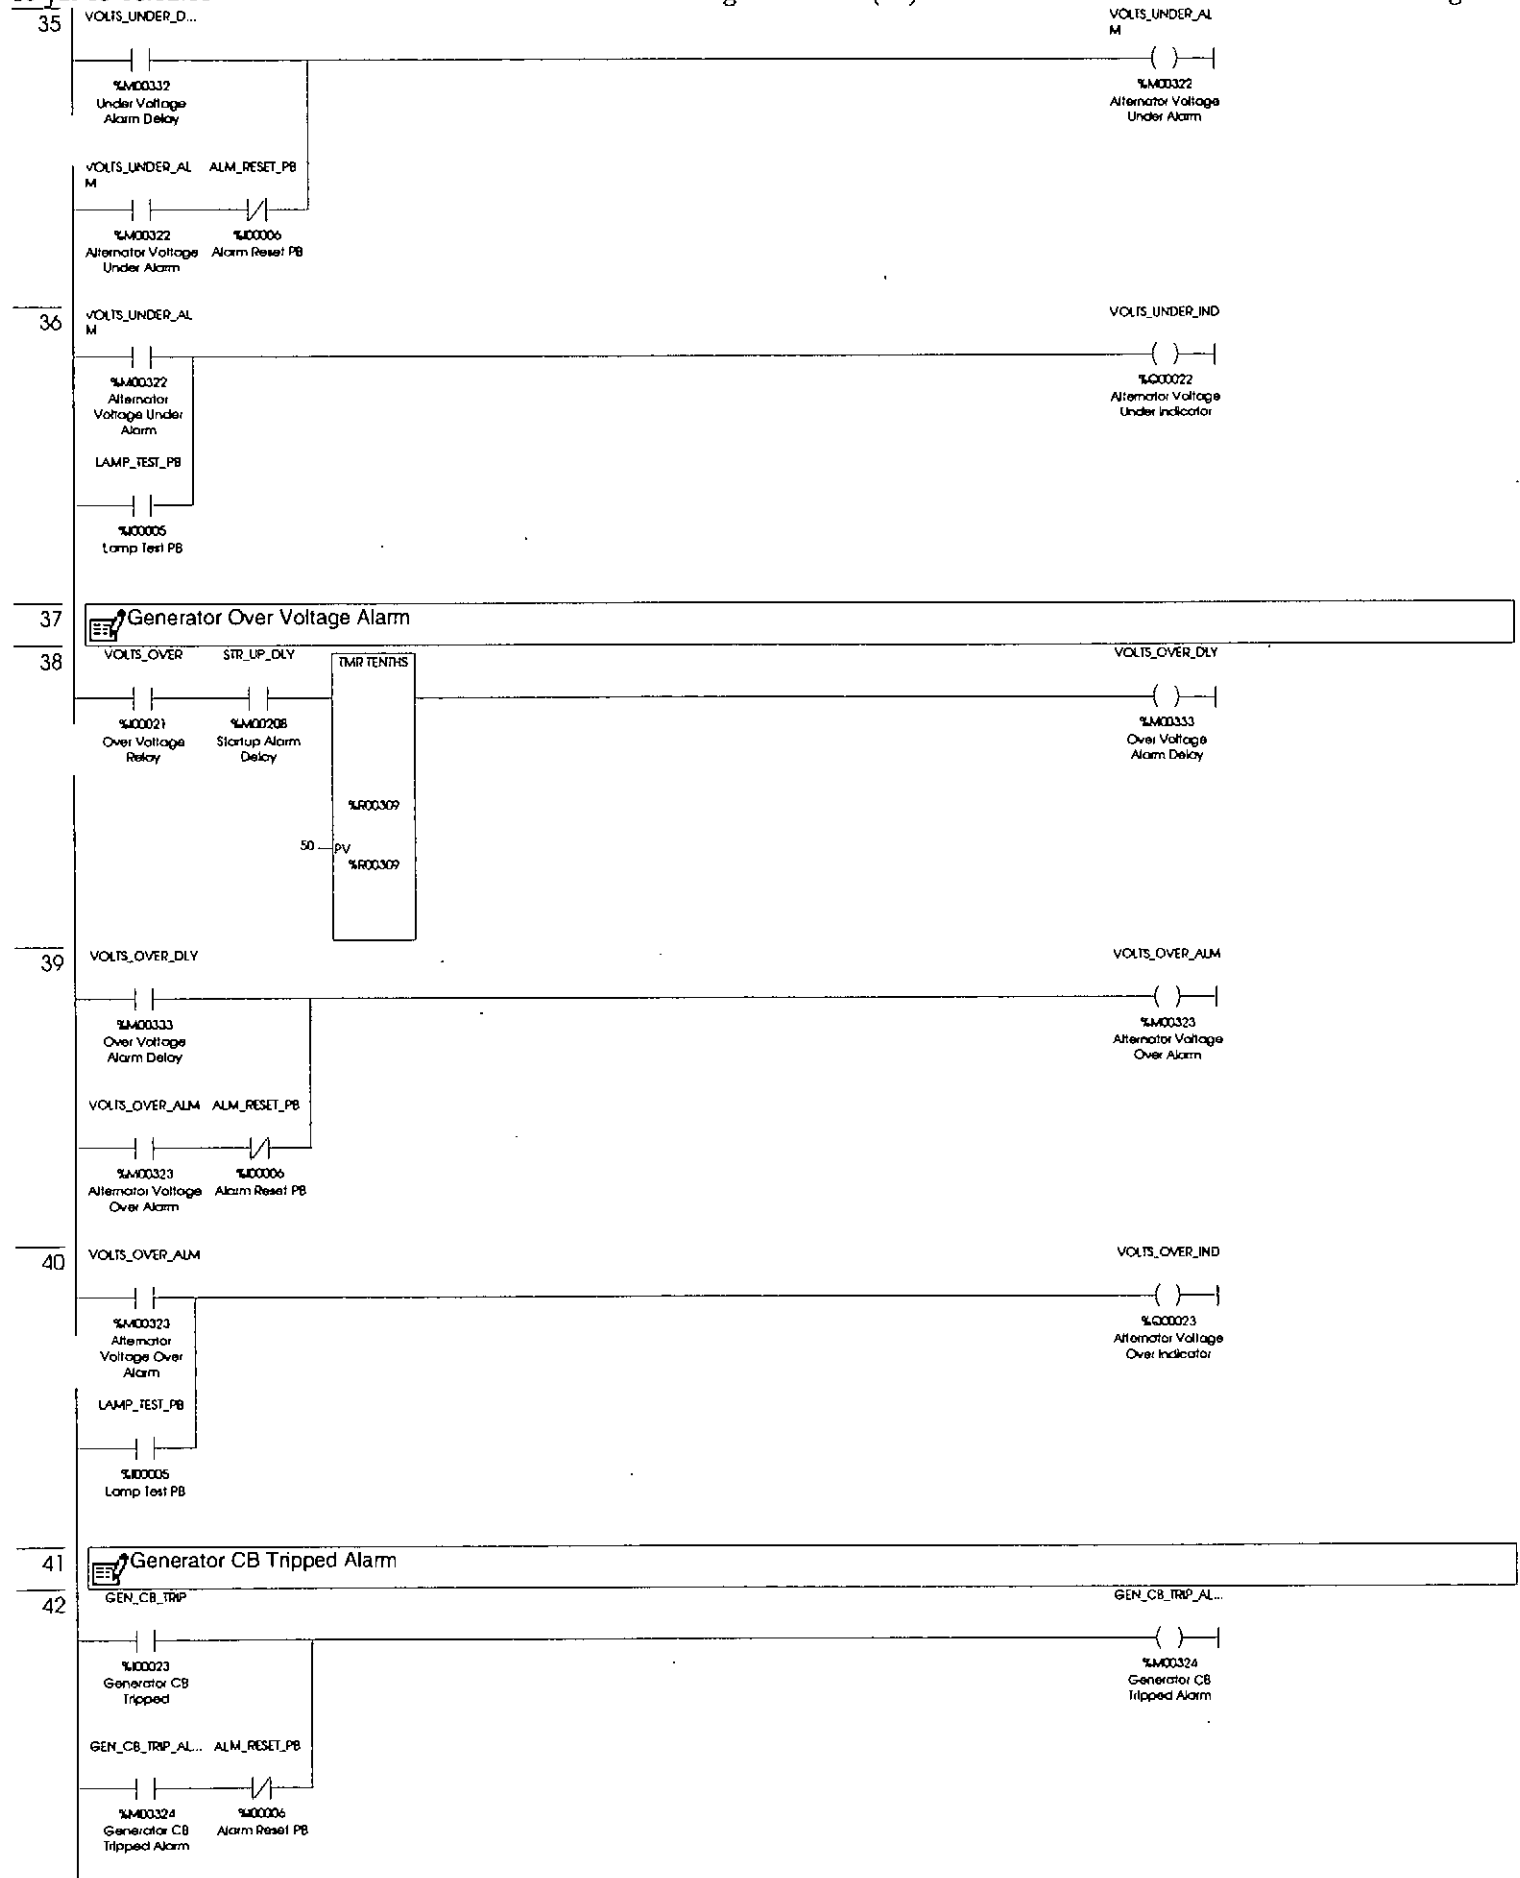 35
VOLTS_UNDER_D...
VOLTS_UNDER_AL
M
%M00332
Under Voltage
Alarm Delay
%M00322
Alternator Voltage
Under Alarm
VOLTS_UNDER_AL
M
ALM_RESET_PB
%M00322
Alternator Voltage
Under Alarm
%I00006
Alarm Reset PB
36
VOLTS_UNDER_AL
M
VOLTS_UNDER_IND
%M00322
Alternator
Voltage Under
Alarm
%Q00022
Alternator Voltage
Under Indicator
LAMP_TEST_PB
%I00005
Lamp Test PB
37
Generator Over Voltage Alarm
38
VOLTS_OVER
STR_UP_DLY
TMR TENTHS
VOLTS_OVER_DLY
%I00021
Over Voltage
Relay
%M00208
Startup Alarm
Delay
%M00333
Over Voltage
Alarm Delay
%R00309
50
PV
%R00309
39
VOLTS_OVER_DLY
VOLTS_OVER_ALM
%M00333
Over Voltage
Alarm Delay
%M00323
Alternator Voltage
Over Alarm
VOLTS_OVER_ALM
ALM_RESET_PB
%M00323
Alternator Voltage
Over Alarm
%I00006
Alarm Reset PB
40
VOLTS_OVER_ALM
VOLTS_OVER_IND
%M00323
Alternator
Voltage Over
Alarm
%Q00023
Alternator Voltage
Over Indicator
LAMP_TEST_PB
%I00005
Lamp Test PB
41
Generator CB Tripped Alarm
42
GEN_CB_TRIP
GEN_CB_TRIP_AL...
%I00023
Generator CB
Tripped
%M00324
Generator CB
Tripped Alarm
GEN_CB_TRIP_AL...
ALM_RESET_PB
%M00324
Generator CB
Tripped Alarm
%I00006
Alarm Reset PB